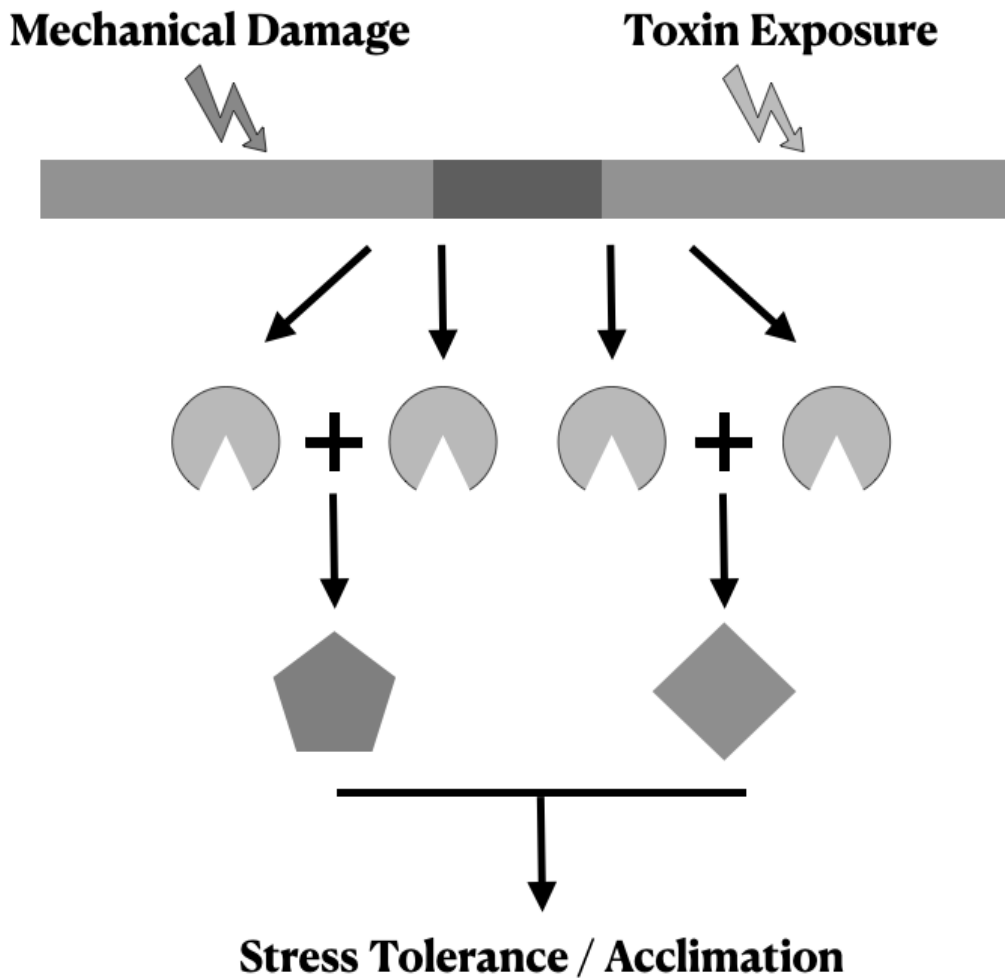 Mechanical Damage
Toxin Exposure
Stress Tolerance / Acclimation